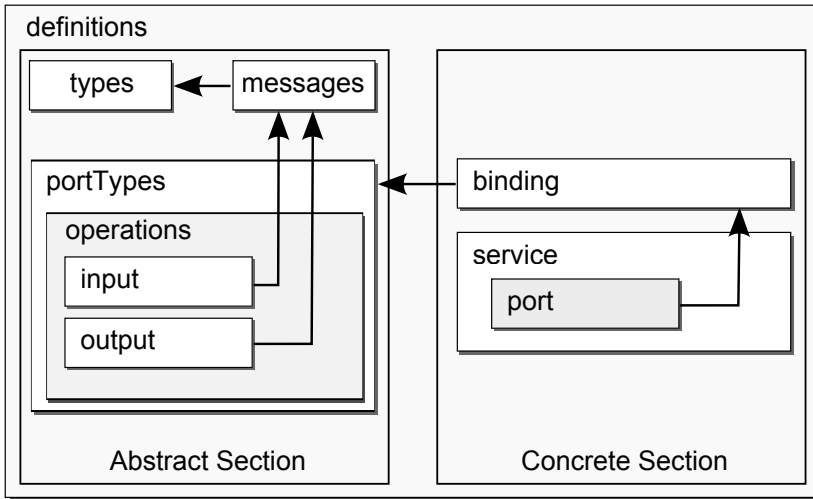 definitions
types
messages
portTypes
operations
input
output
Abstract Section
binding
service
port
Concrete Section